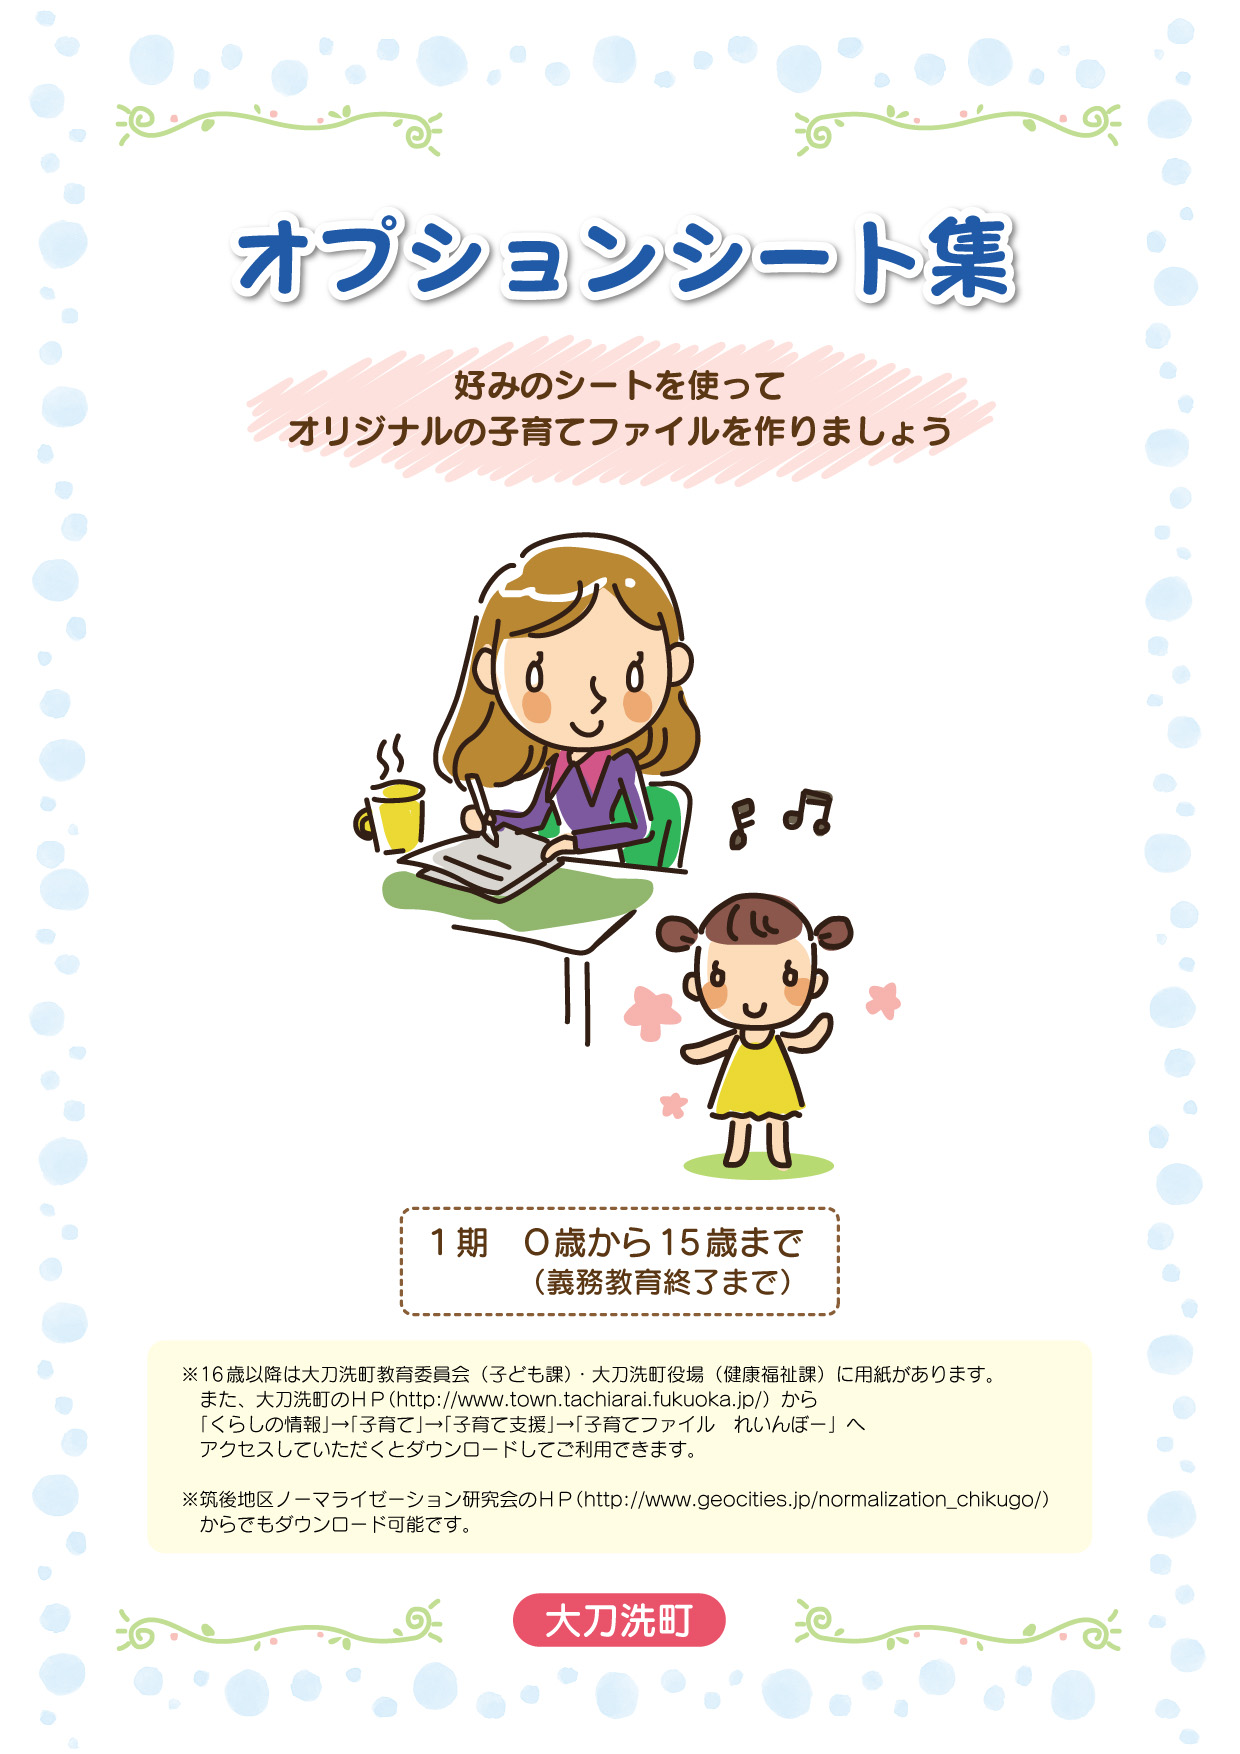 オプションシート集
好みのシートを使って
オリジナルの子育てファイルを作りましょう
1期　0歳から15歳まで
（義務教育終了まで）
※16歳以降は大刀洗町教育委員会（子ども課）・大刀洗町役場（健康福祉課）に用紙があります。
また、大刀洗町のＨＰ（http://www.town.tachiarai.fukuoka.jp/）から
「くらしの情報」→「子育て」→「子育て支援」→「子育てファイル　れいんぼー」へ
アクセスしていただくとダウンロードしてご利用できます。
※筑後地区ノーマライゼーション研究会のＨＰ（http://www.geocities.jp/normalization_chikugo/）
からでもダウンロード可能です。
大刀洗町